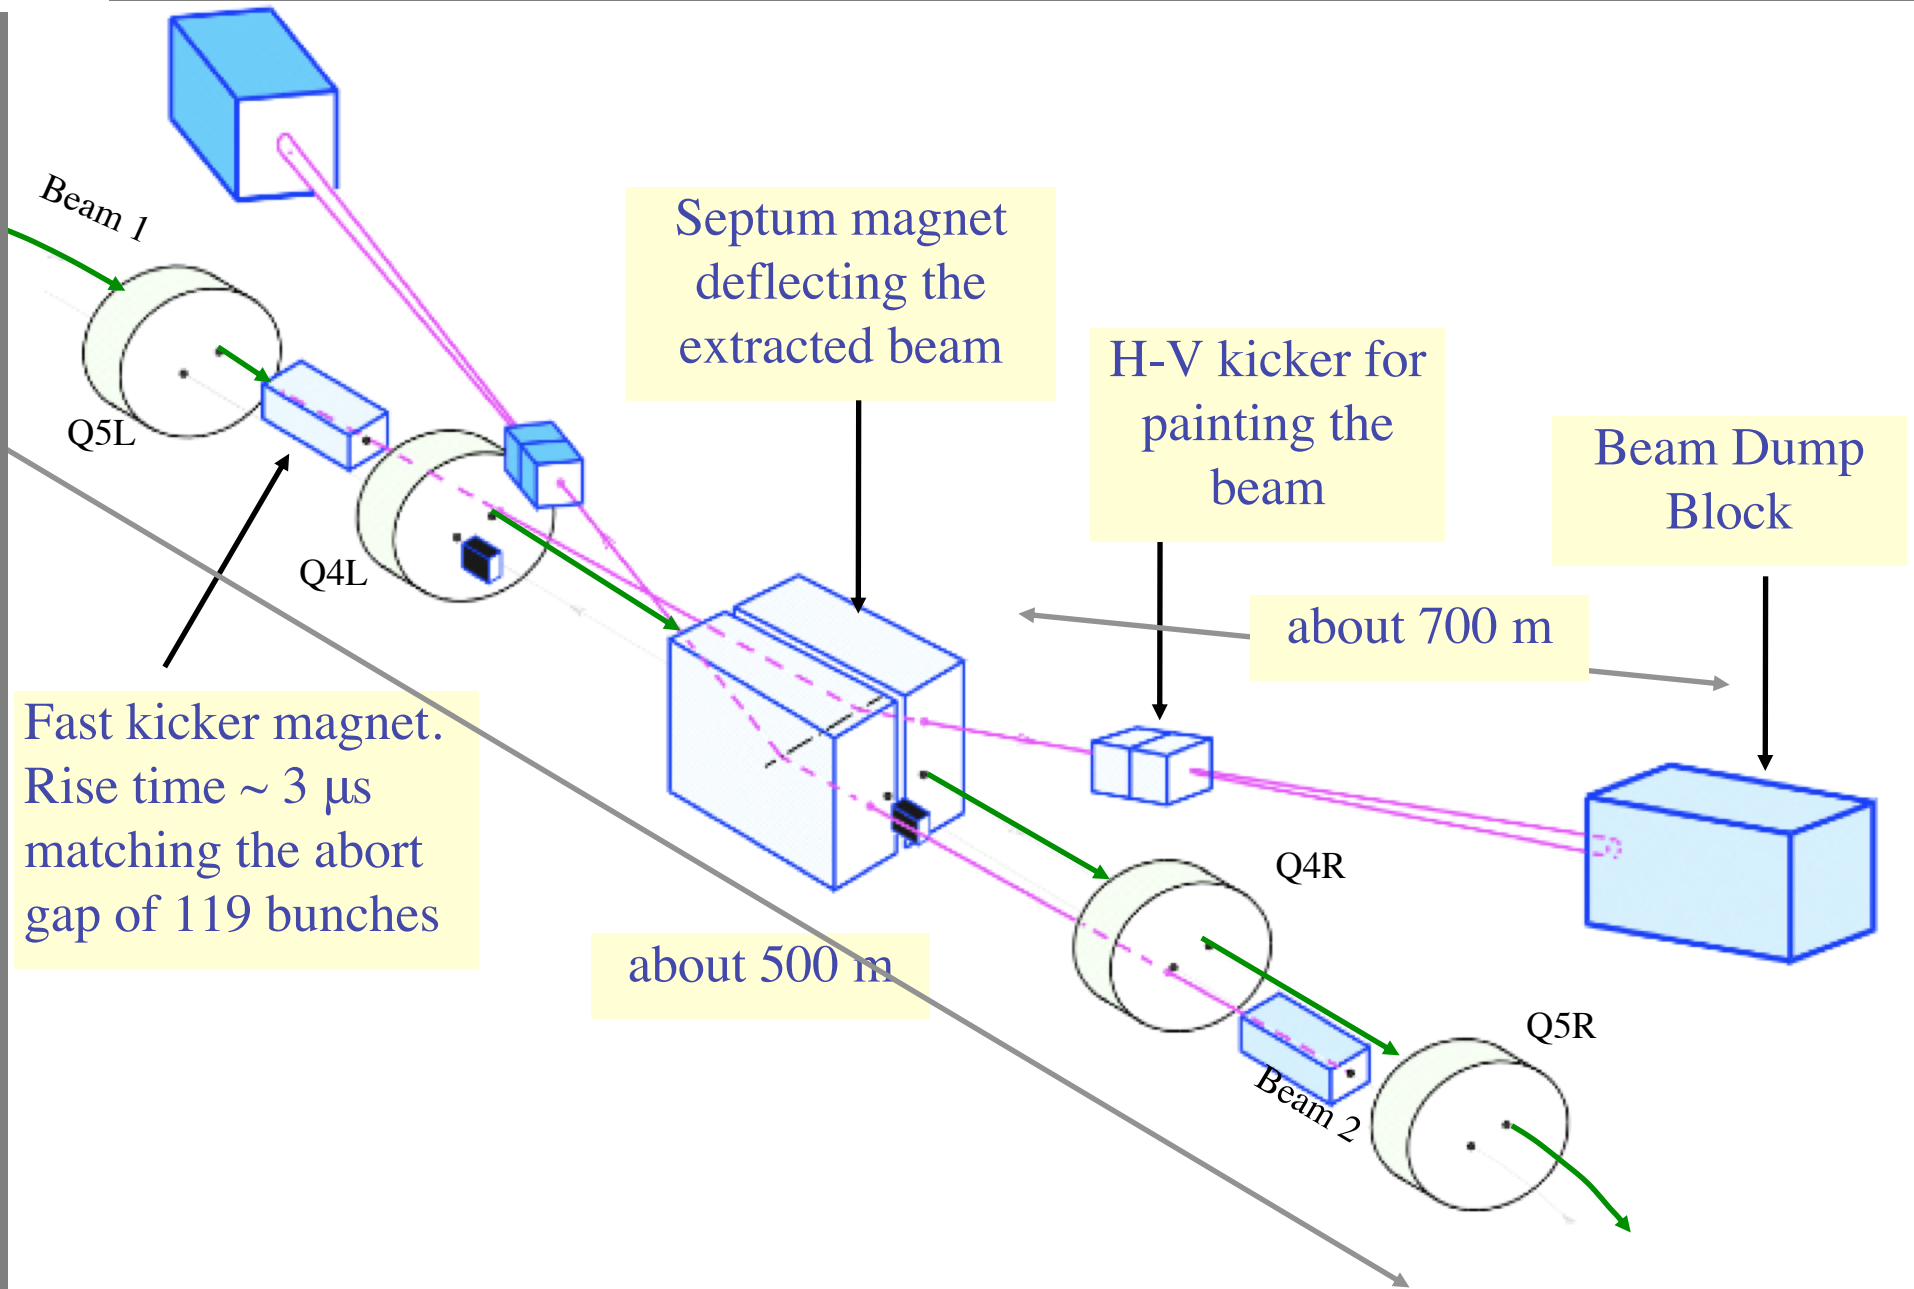 Beam 1
Septum magnet
deflecting the
extracted beam
H-V kicker for
painting the
beam
Beam Dump
Block
Q5L
Q4L
about 700 m
Fast kicker magnet.
Rise time ~ 3 μs
matching the abort
gap of 119 bunches
about 500 m
Q4R
Q5R
Beam 2